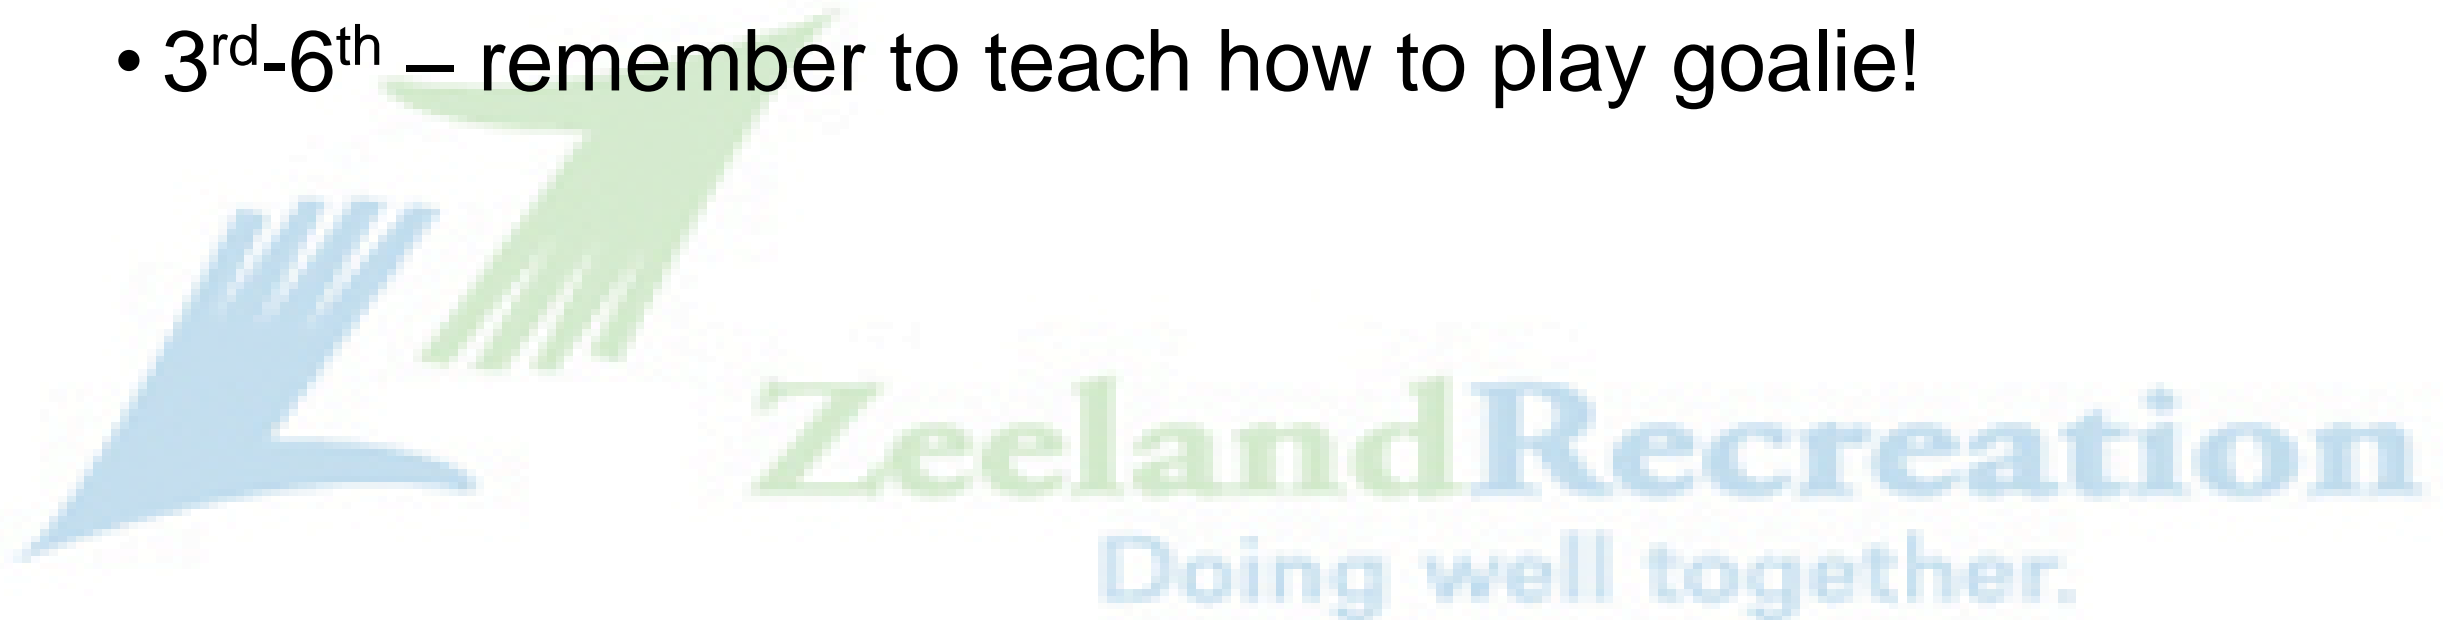 • 3rd-6th – remember to teach how to play goalie!
ZeelandRecreation
Doing well together.